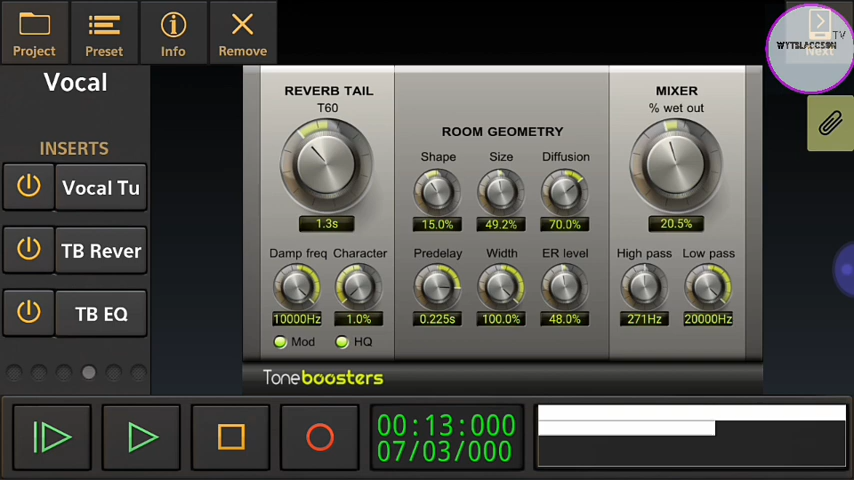 Project
Preset
Info
Remove
Next
TV
WYTSLACCSON
Vocal
INSERTS
Vocal Tu
TB Rever
TB EQ
REVERB TAIL
T60
1.3s
Damp freq
Character
10000Hz
1.0%
Mod
HQ
ROOM GEOMETRY
Shape
Size
Diffusion
15.0%
49.2%
70.0%
Predelay
Width
ER level
0.225s
100.0%
48.0%
MIXER
% wet out
20.5%
High pass
Low pass
271Hz
20000Hz
Toneboosters
00:13:000
07/03/000